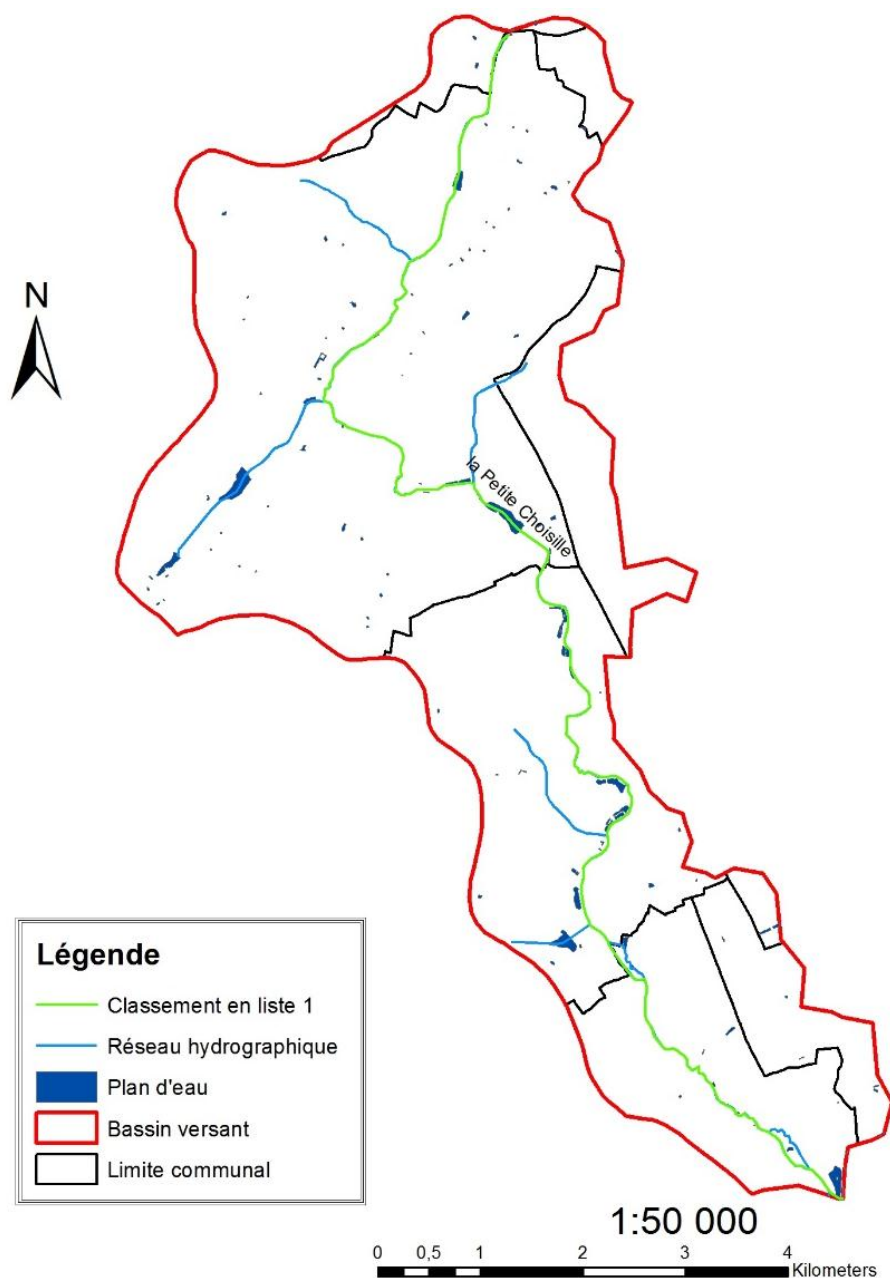 N
la Petite Choisille
Légende
Classement en liste 1
Réseau hydrographique
Plan d'eau
Bassin versant
Limite communal
1:50 000
0 0,5 1 2 3 4
Kilometers